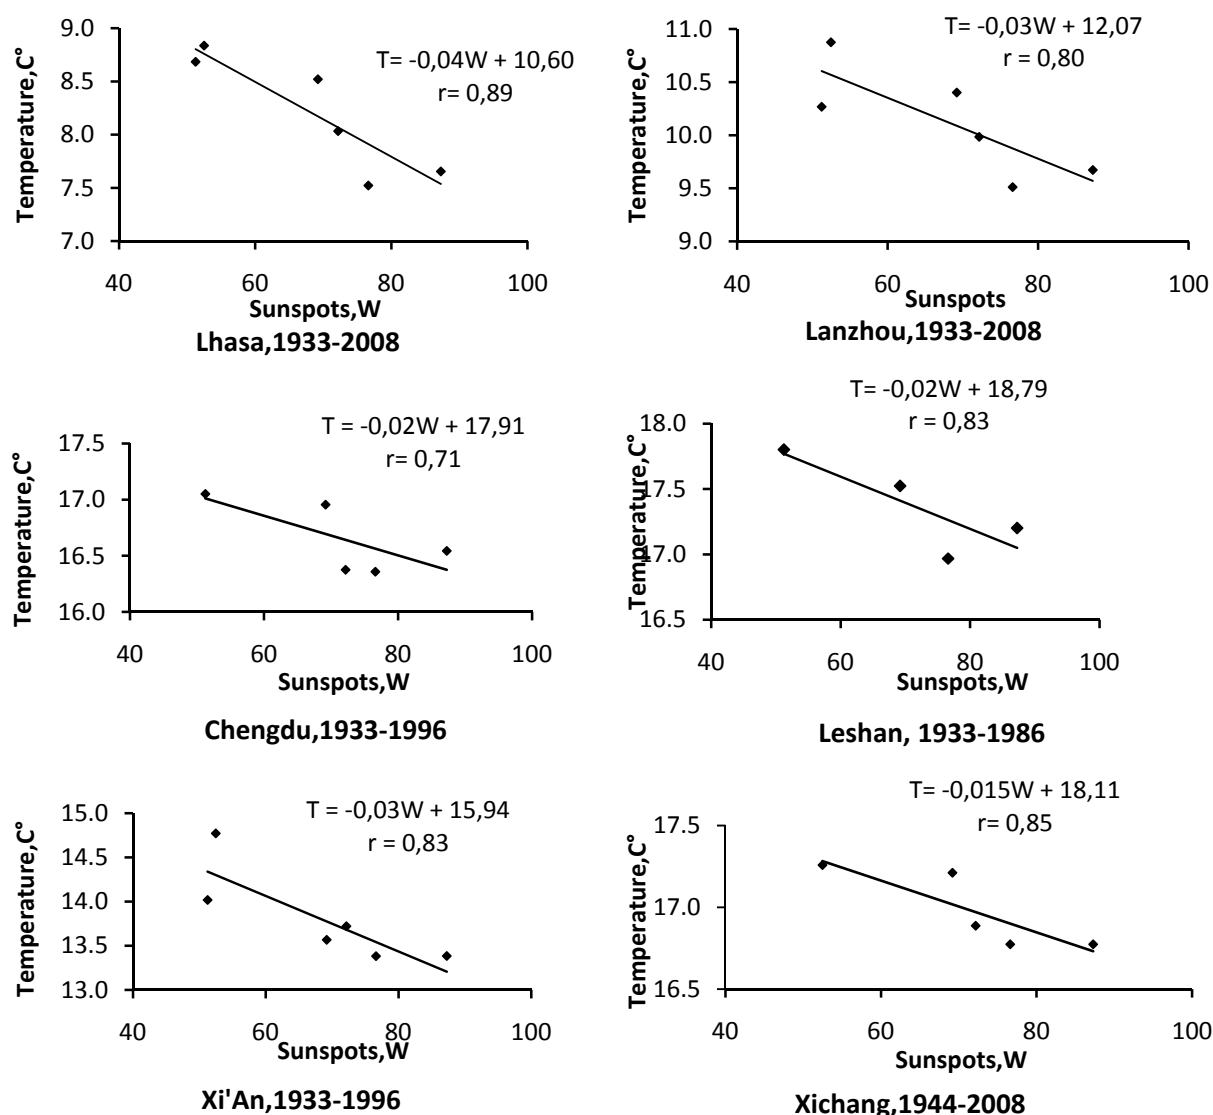 T= -0,04W + 10,60
r= 0,89
9.0
8.5
8.0
7.5
7.0
40 60 80 100
Temperature,C°
Sunspots,W
Lhasa,1933-2008
T= -0,03W + 12,07
r = 0,80
11.0
10.5
10.0
9.5
9.0
40 60 80 100
Temperature,C°
Sunspots
Lanzhou,1933-2008
T = -0,02W + 17,91
r= 0,71
17.5
17.0
16.5
16.0
40 60 80 100
Temperature,C°
Sunspots,W
Chengdu,1933-1996
T= -0,02W + 18,79
r = 0,83
18.0
17.5
17.0
16.5
40 60 80 100
Temperature,C°
Sunspots,W
Leshan, 1933-1986
T = -0,03W + 15,94
r = 0,83
15.0
14.5
14.0
13.5
13.0
40 60 80 100
Temperature,C°
Sunspots,W
Xi'An,1933-1996
T= -0,015W + 18,11
r= 0,85
17.5
17.0
16.5
40 60 80 100
Temperature,C°
Sunspots,W
Xichang,1944-2008